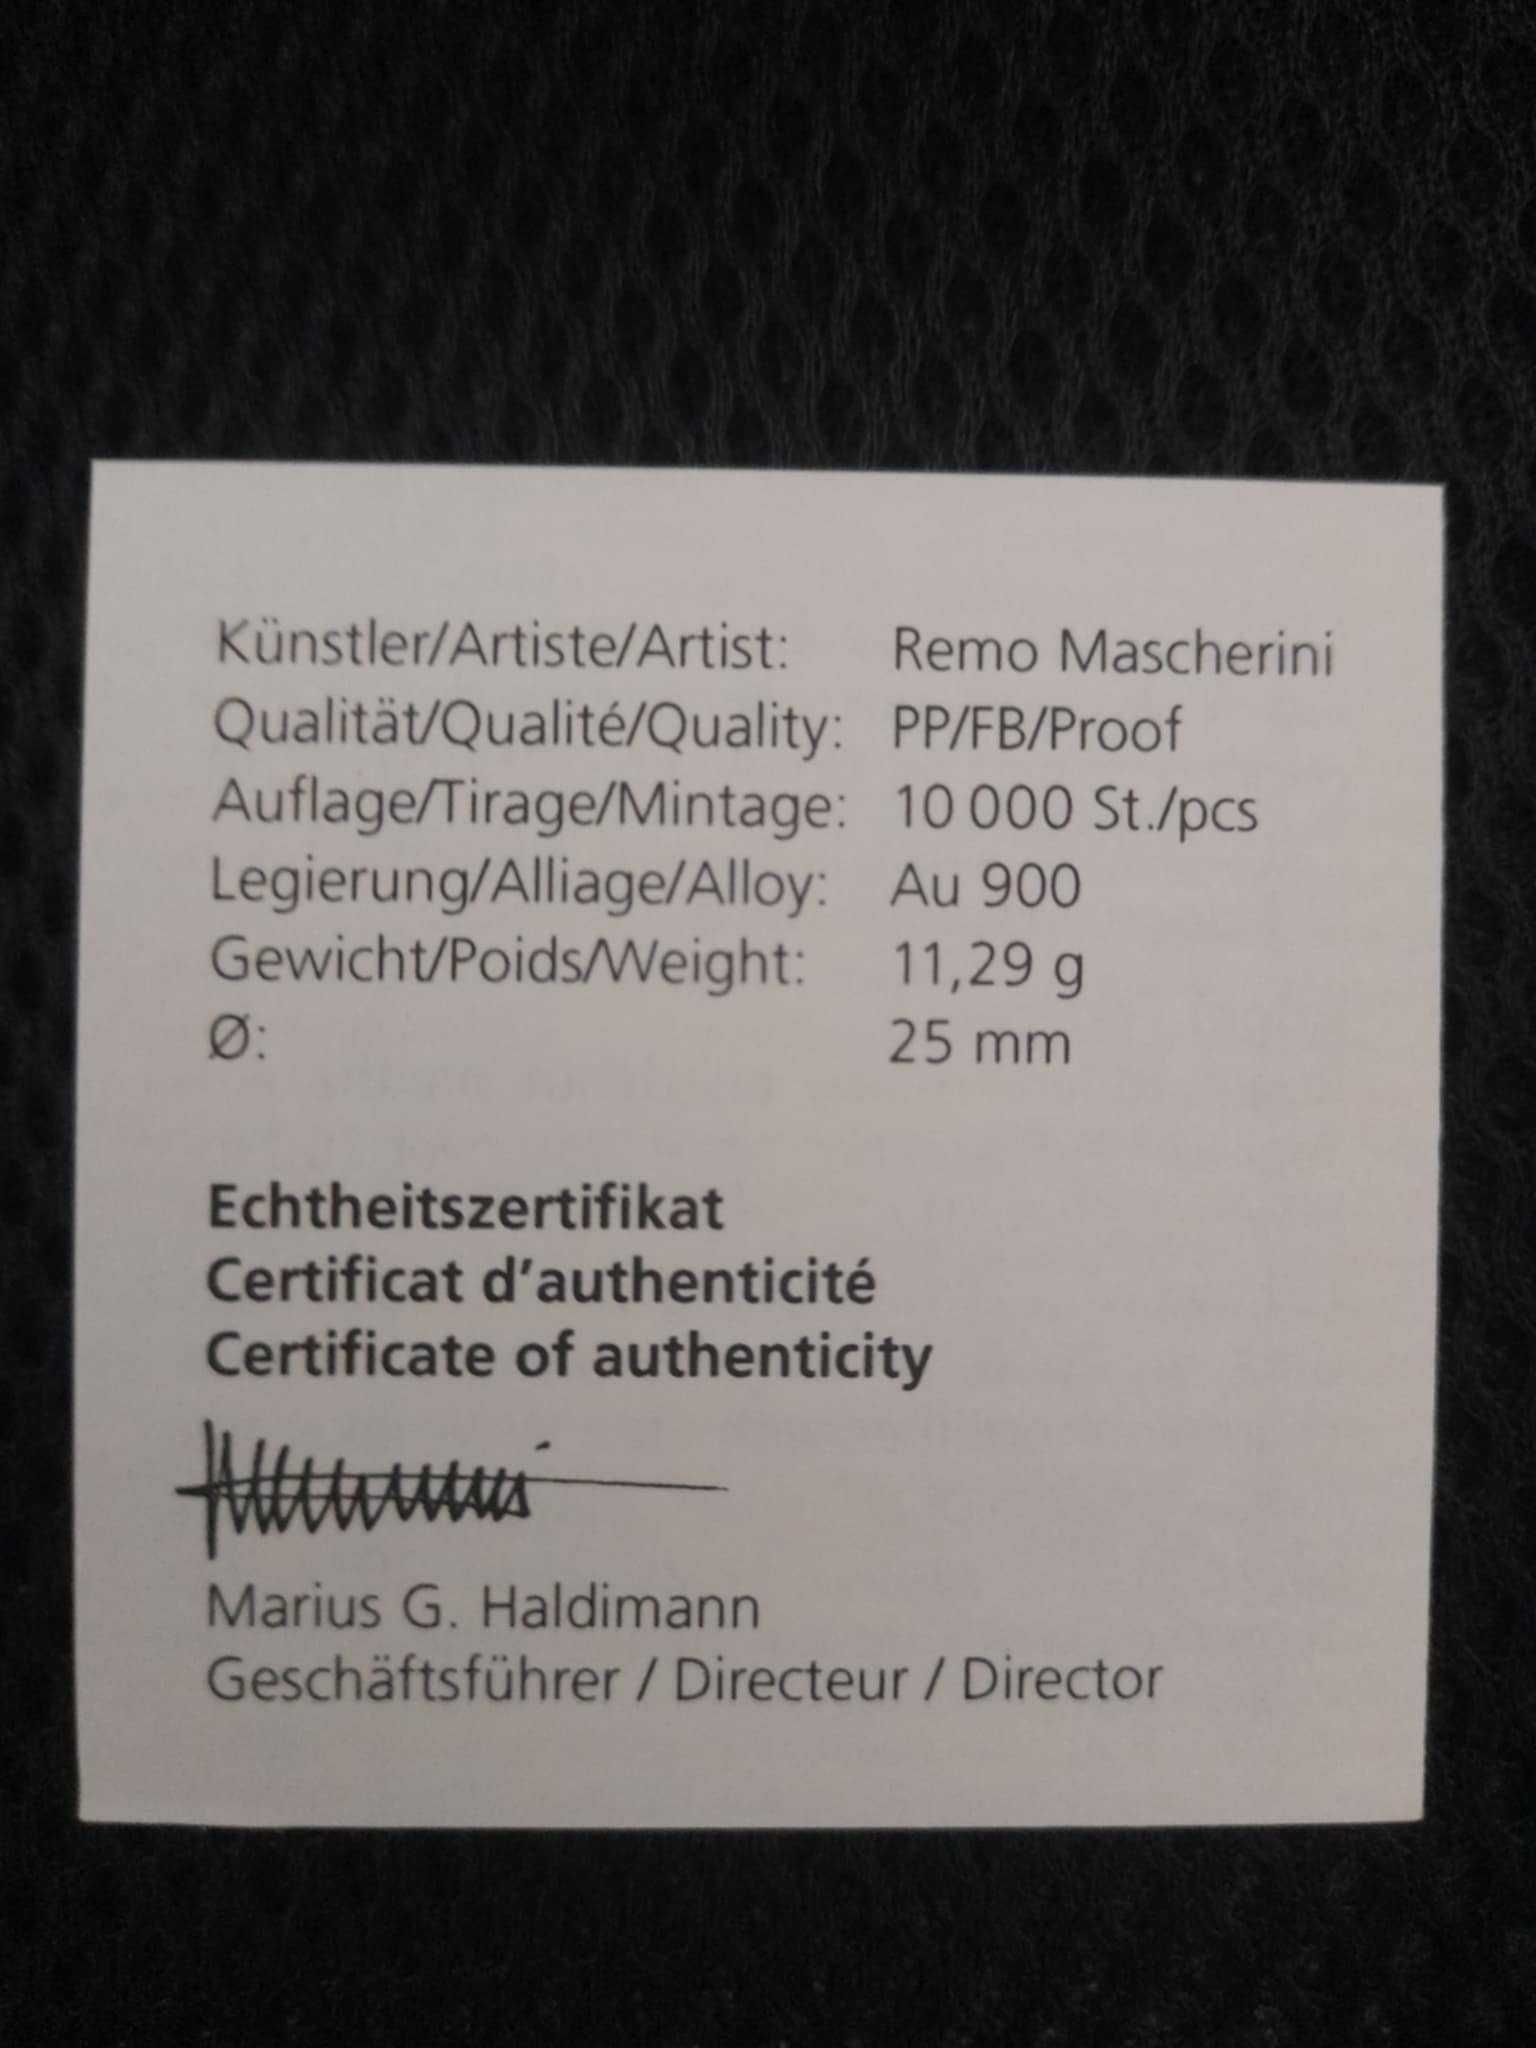 Künstler/Artiste/Artist: Remo Mascherini
Qualität/Qualité/Quality: PP/FB/Proof
Auflage/Tirage/Mintage: 10 000 St./pcs
Legierung/Alliage/Alloy: Au 900
Gewicht/Poids/Weight: 11,29 g
Ø: 25 mm
Echtheitszertifikat
Certificat d’authenticité
Certificate of authenticity
Marius G. Haldimann
Geschäftsführer / Directeur / Director